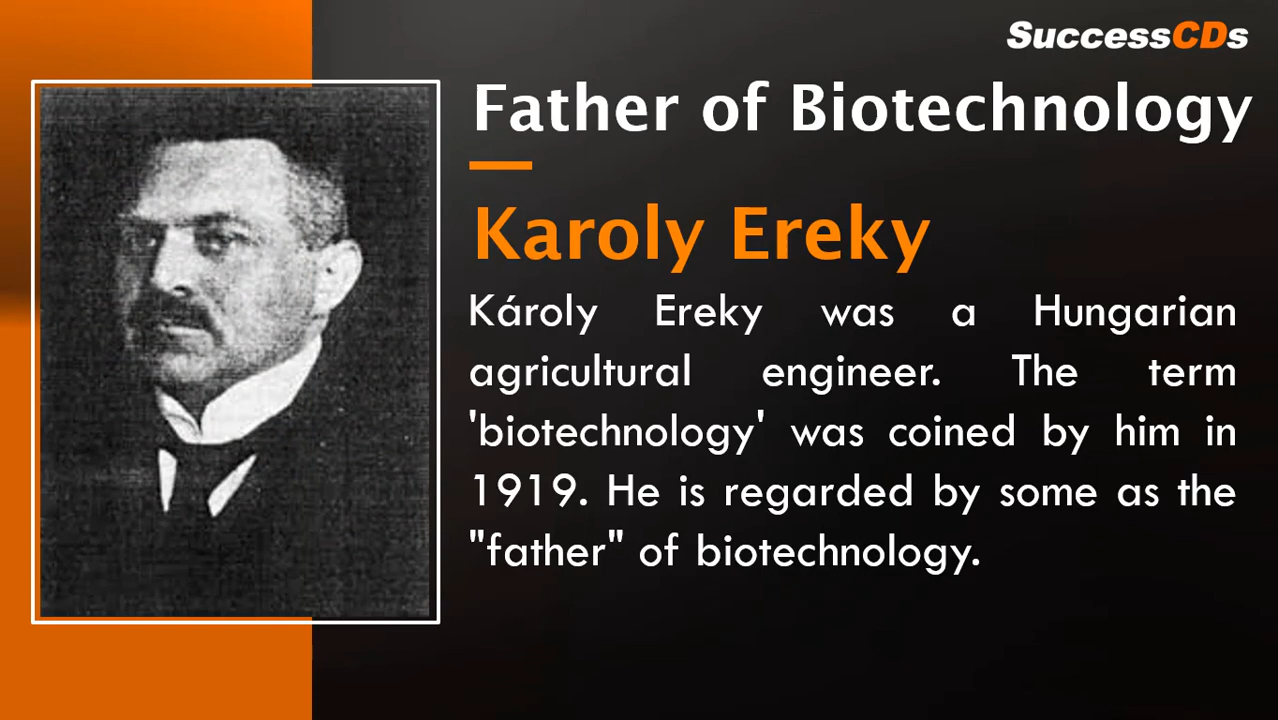 SuccessCDs
Father of Biotechnology
Karoly Ereky
Károly Ereky was a Hungarian
agricultural engineer. The term
'biotechnology' was coined by him in
1919. He is regarded by some as the
"father" of biotechnology.